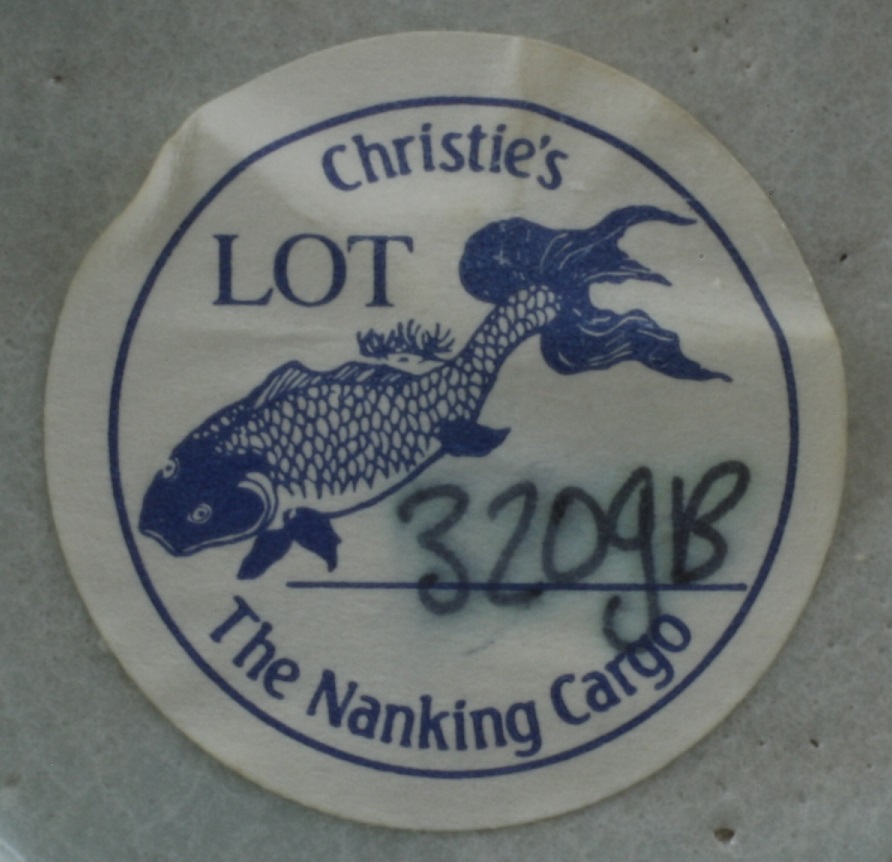 Christie's
LOT
3209B
The Nanking Cargo